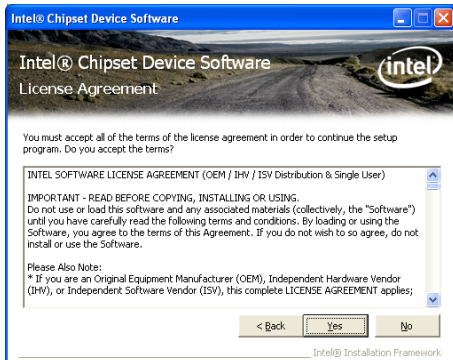 Intel® Chipset Device Software
Intel® Chipset Device Software
License Agreement
intel
You must accept all of the terms of the license agreement in order to continue the setup
program. Do you accept the terms?
INTEL SOFTWARE LICENSE AGREEMENT (OEM / IHV / ISV Distribution & Single User)
IMPORTANT - READ BEFORE COPYING, INSTALLING OR USING.
Do not use or load this software and any associated materials (collectively, the "Software")
until you have carefully read the following terms and conditions. By loading or using the
Software, you agree to the terms of this Agreement. If you do not wish to so agree, do not
install or use the Software.
Please Also Note:
* If you are an Original Equipment Manufacturer (OEM), Independent Hardware Vendor
(IHV), or Independent Software Vendor (ISV), this complete LICENSE AGREEMENT applies;
< Back Yes No
Intel® Installation Framework